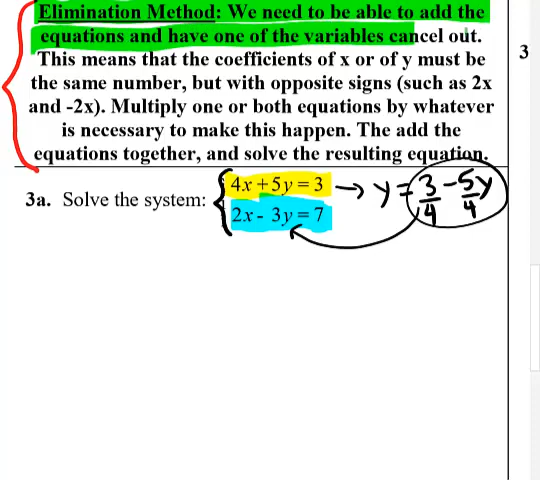 Elimination Method: We need to be able to add the
equations and have one of the variables cancel out.
This means that the coefficients of x or of y must be
the same number, but with opposite signs (such as 2x
and -2x). Multiply one or both equations by whatever
is necessary to make this happen. The add the
equations together, and solve the resulting equation.
3
3a. Solve the system: { 4x + 5y = 3 → y = 3/4 - 5/4 y
2x - 3y = 7